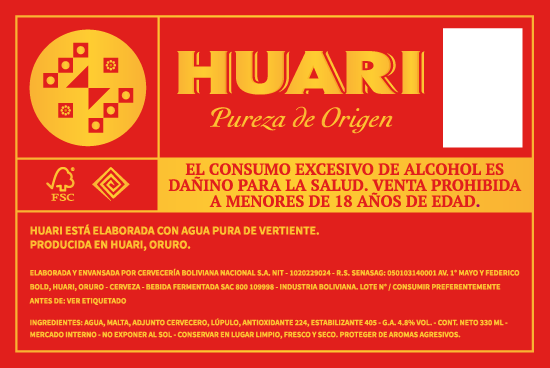 HUARI
Pureza de Origen
FSC
EL CONSUMO EXCESIVO DE ALCOHOL ES
DAÑINO PARA LA SALUD. VENTA PROHIBIDA
A MENORES DE 18 AÑOS DE EDAD.
HUARI ESTÁ ELABORADA CON AGUA PURA DE VERTIENTE.
PRODUCIDA EN HUARI, ORURO.
ELABORADA Y ENVANSADA POR CERVECERÍA BOLIVIANA NACIONAL S.A. NIT - 1020229024 - R.S. SENASAG: 050103140001 AV. 1° MAYO Y FEDERICO
BOLD, HUARI, ORURO - CERVEZA - BEBIDA FERMENTADA SAC 800 109998 - INDUSTRIA BOLIVIANA. LOTE N° / CONSUMIR PREFERENTEMENTE
ANTES DE: VER ETIQUETADO
INGREDIENTES: AGUA, MALTA, ADJUNTO CERVECERO, LÚPULO, ANTIOXIDANTE 224, ESTABILIZANTE 405 - G.A. 4.8% VOL. - CONT. NETO 330 ML -
MERCADO INTERNO - NO EXPONER AL SOL - CONSERVAR EN LUGAR LIMPIO, FRESCO Y SECO. PROTEGER DE AROMAS AGRESIVOS.